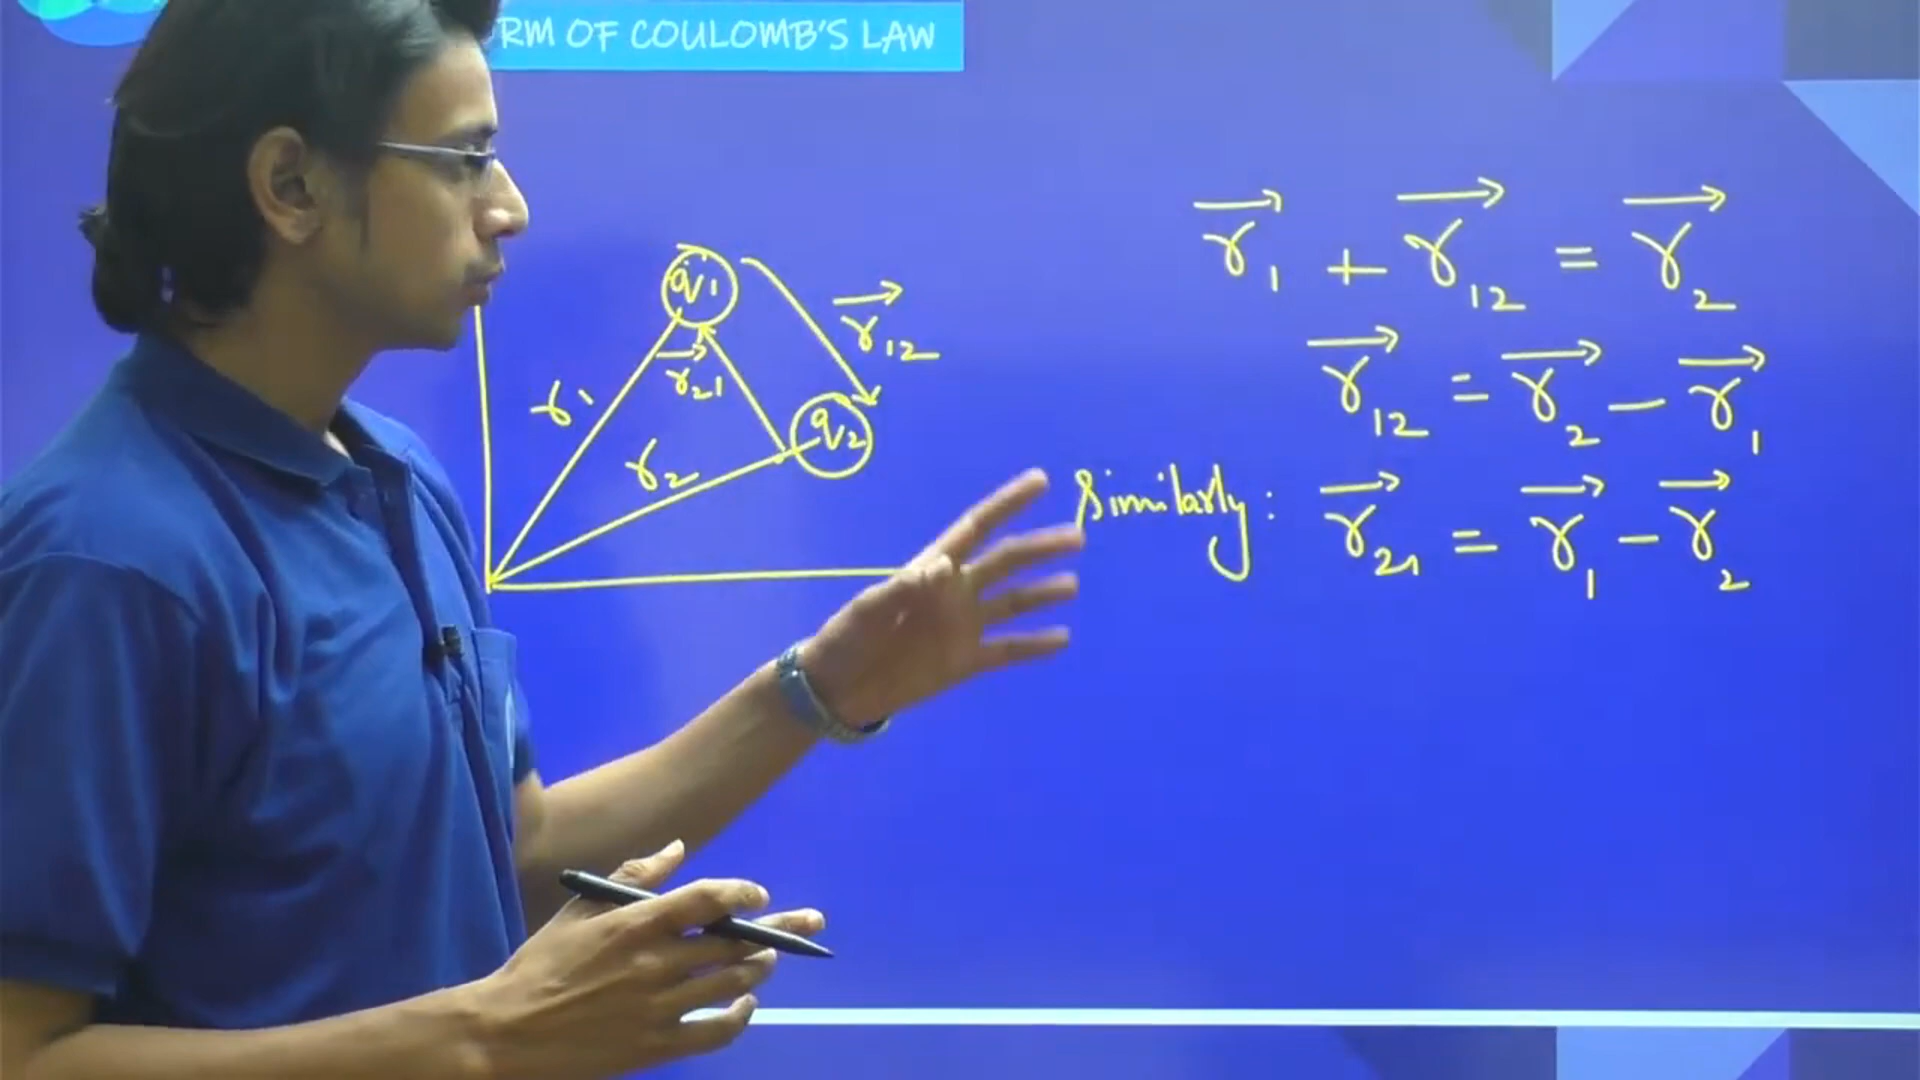 RM OF COULOMB'S LAW
q1
r12
r21
r1
q2
r2
r1 + r12 = r2
r12 = r2 - r1
Similarly: r21 = r1 - r2